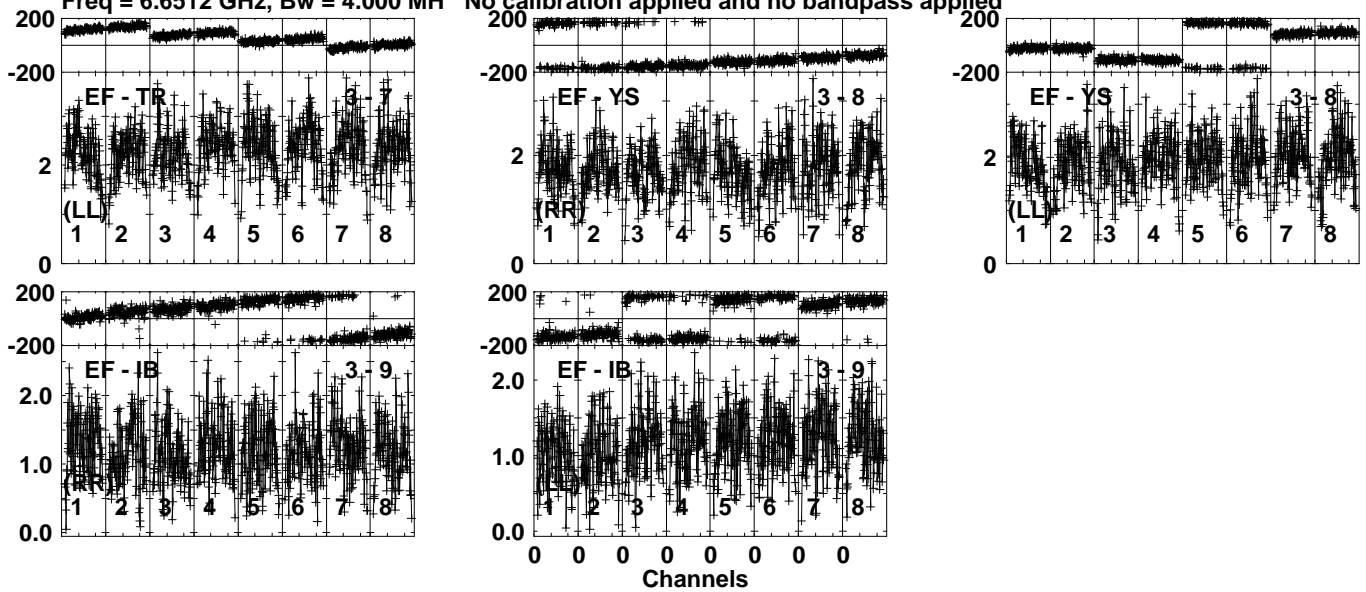 Freq = 6.6512 GHz, Bw = 4.000 MH No calibration applied and no bandpass applied
200
-200
EF - TR 3 - 7
2
(LL)
1 2 3 4 5 6 7 8
0
200
-200
EF - YS 3 - 8
2
(RR)
1 2 3 4 5 6 7 8
0
200
-200
EF - YS 3 - 8
2
(LL)
1 2 3 4 5 6 7 8
0
200
-200
EF - IB 3 - 9
2.0
1.0
(RR)
1 2 3 4 5 6 7 8
0.0
200
-200
EF - IB 3 - 9
2.0
1.0
(LL)
1 2 3 4 5 6 7 8
0.0
0 0 0 0 0 0 0 0
Channels